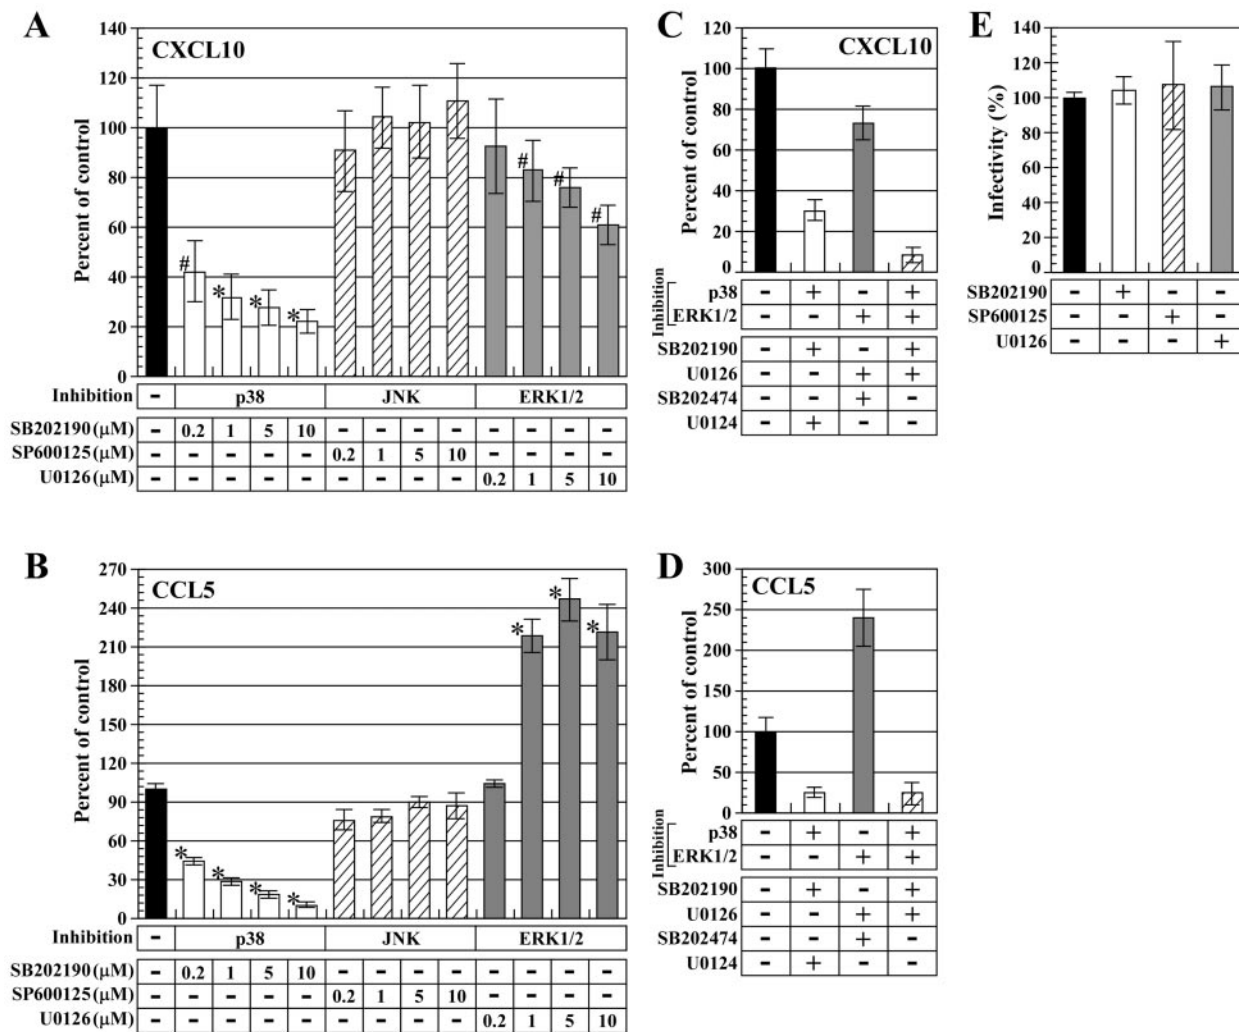 A
CXCL10
Percent of control
140
120
100
80
60
40
20
0
# * * * # # #
Inhibition - p38 JNK ERK1/2
SB202190(μM) - 0.2 1 5 10 - - - - - - - -
SP600125(μM) - - - - - 0.2 1 5 10 - - - -
U0126(μM) - - - - - - - - - 0.2 1 5 10
C
CXCL10
Percent of control
120
100
80
60
40
20
0
Inhibition
p38 - + - +
ERK1/2 - - + +
SB202190 - + - +
U0126 - - + +
SB202474 - - + -
U0124 - + - -
E
Infectivity (%)
140
120
100
80
60
40
20
0
SB202190 - + - -
SP600125 - - + -
U0126 - - - +
B
CCL5
Percent of control
270
240
210
180
150
120
90
60
30
0
* * * * * * *
Inhibition - p38 JNK ERK1/2
SB202190(μM) - 0.2 1 5 10 - - - - - - - -
SP600125(μM) - - - - - 0.2 1 5 10 - - - -
U0126(μM) - - - - - - - - - 0.2 1 5 10
D
CCL5
Percent of control
300
250
200
150
100
50
0
Inhibition
p38 - + - +
ERK1/2 - - + +
SB202190 - + - +
U0126 - - + +
SB202474 - - + -
U0124 - + - -